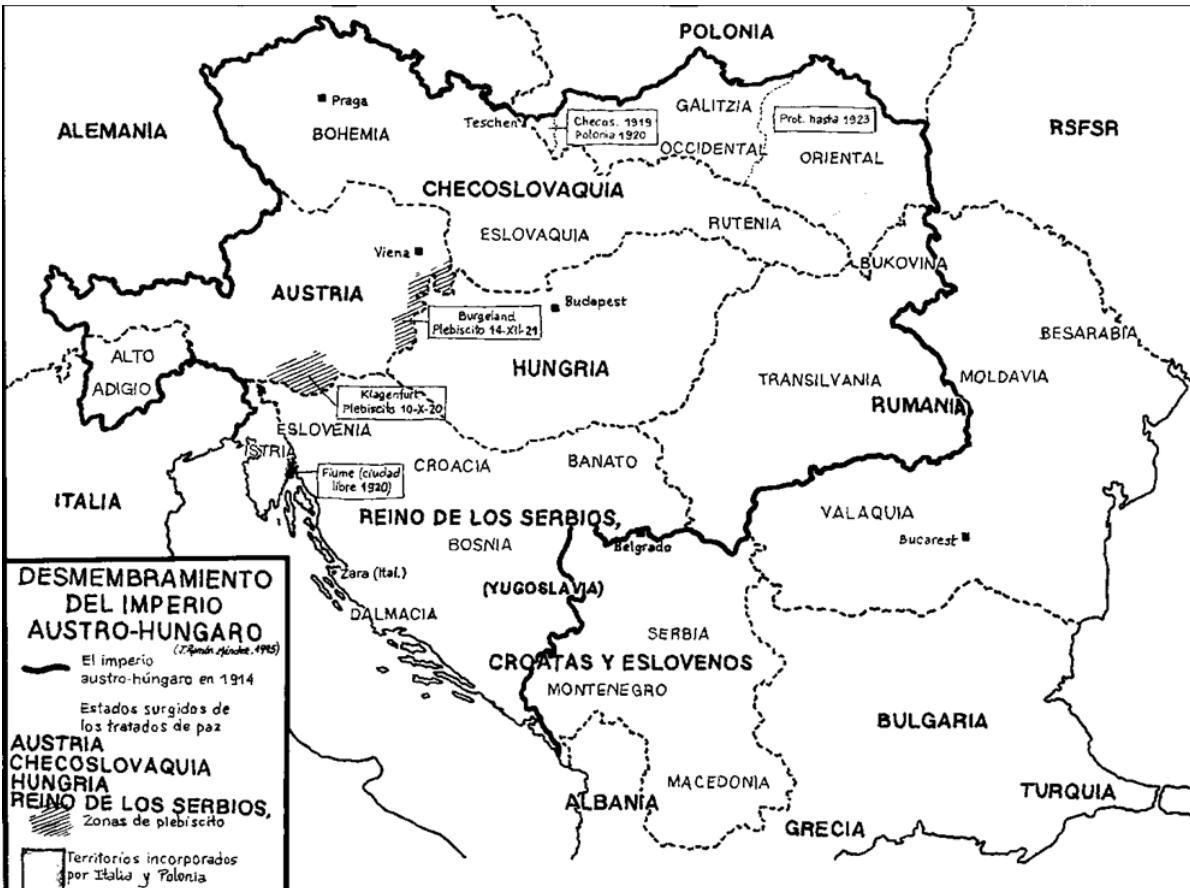 POLONIA
ALEMANIA
Praga
BOHEMIA
Teschen
Checos. 1919
Polonia 1920
GALITZIA
OCCIDENTAL
Prot. hasta 1923
ORIENTAL
RSFSR
CHECOSLOVAQUIA
ESLOVAQUIA
RUTENIA
BUKOVINA
Viena
AUSTRIA
Burgeland
Plebiscito 14-XII-21
Budapest
HUNGRIA
BESARABIA
ALTO
ADIGIO
Klagenfurt
Plebiscito 10-X-20
TRANSILVANIA
MOLDAVIA
RUMANIA
ESLOVENIA
ISTRIA
Fiume (ciudad
libre 1920)
CROACIA
BANATO
ITALIA
REINO DE LOS SERBIOS,
BOSNIA
Belgrado
VALAQUIA
Bucarest
Zara (Ital.)
(YUGOSLAVIA)
DALMACIA
SERBIA
CROATAS Y ESLOVENOS
MONTENEGRO
BULGARIA
MACEDONIA
ALBANIA
TURQUIA
GRECIA
DESMEMBRAMIENTO
DEL IMPERIO
AUSTRO-HUNGARO
(J. Ramón Méndez. 1995)
El imperio
austro-húngaro en 1914
Estados surgidos de
los tratados de paz
AUSTRIA
CHECOSLOVAQUIA
HUNGRIA
REINO DE LOS SERBIOS,
Zonas de plebiscito
Territorios incorporados
por Italia y Polonia